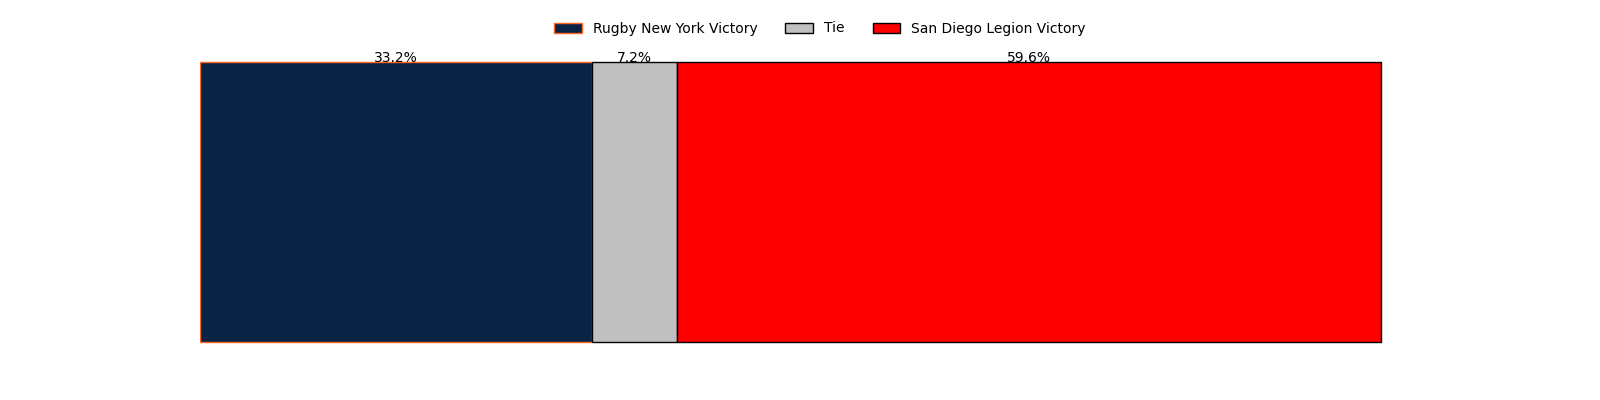 Rugby New York Victory Tie San Diego Legion Victory
33.2% 7.2% 59.6%